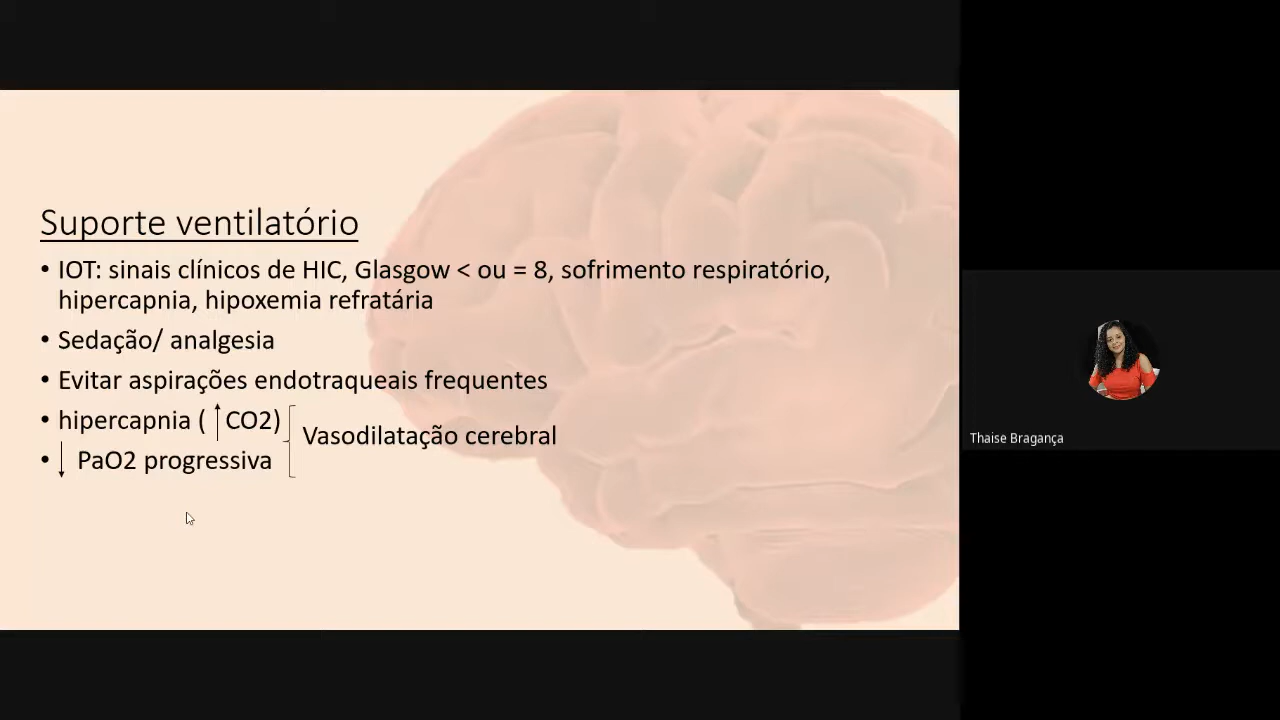 Suporte ventilatório
• IOT: sinais clínicos de HIC, Glasgow < ou = 8, sofrimento respiratório,
hipercapnia, hipoxemia refratária
• Sedação/ analgesia
• Evitar aspirações endotraqueais frequentes
• hipercapnia ( ↑ CO2)
Vasodilatação cerebral
• ↓ PaO2 progressiva
Thaise Bragança